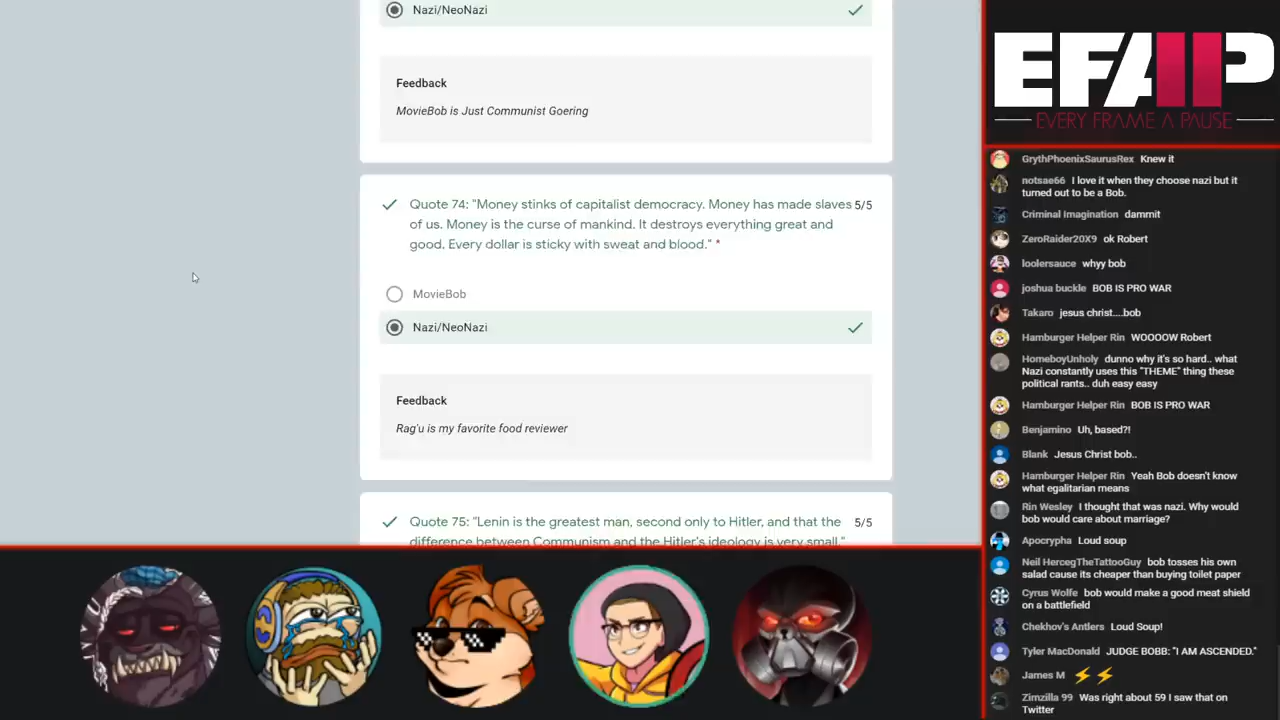 Nazi/NeoNazi
Feedback
MovieBob is Just Communist Goering
Quote 74: "Money stinks of capitalist democracy. Money has made slaves 5/5
of us. Money is the curse of mankind. It destroys everything great and
good. Every dollar is sticky with sweat and blood." *
MovieBob
Nazi/NeoNazi
Feedback
Rag'u is my favorite food reviewer
Quote 75: "Lenin is the greatest man, second only to Hitler, and that the 5/5
difference between Communism and the Hitler's ideology is very small."
EFAP
EVERY FRAME A PAUSE
GrythPhoenixSaurusRex Knew it
notsae66 I love it when they choose nazi but it
turned out to be a Bob.
Criminal Imagination dammit
ZeroRaider20X9 ok Robert
loolersauce whyy bob
joshua buckle BOB IS PRO WAR
Takaro jesus christ....bob
Hamburger Helper Rin WOOOOW Robert
HomeboyUnholy dunno why it's so hard.. what
Nazi constantly uses this "THEME" thing these
political rants.. duh easy easy
Hamburger Helper Rin BOB IS PRO WAR
Benjamino Uh, based?!
Blank Jesus Christ bob..
Hamburger Helper Rin Yeah Bob doesn't know
what egalitarian means
Rin Wesley I thought that was nazi. Why would
bob would care about marriage?
Apocrypha Loud soup
Neil HercegTheTattooGuy bob tosses his own
salad cause its cheaper than buying toilet paper
Cyrus Wolfe bob would make a good meat shield
on a battlefield
Chekhov's Antlers Loud Soup!
Tyler MacDonald JUDGE BOBB: "I AM ASCENDED."
James M ⚡⚡
Zimzilla 99 Was right about 59 I saw that on
Twitter